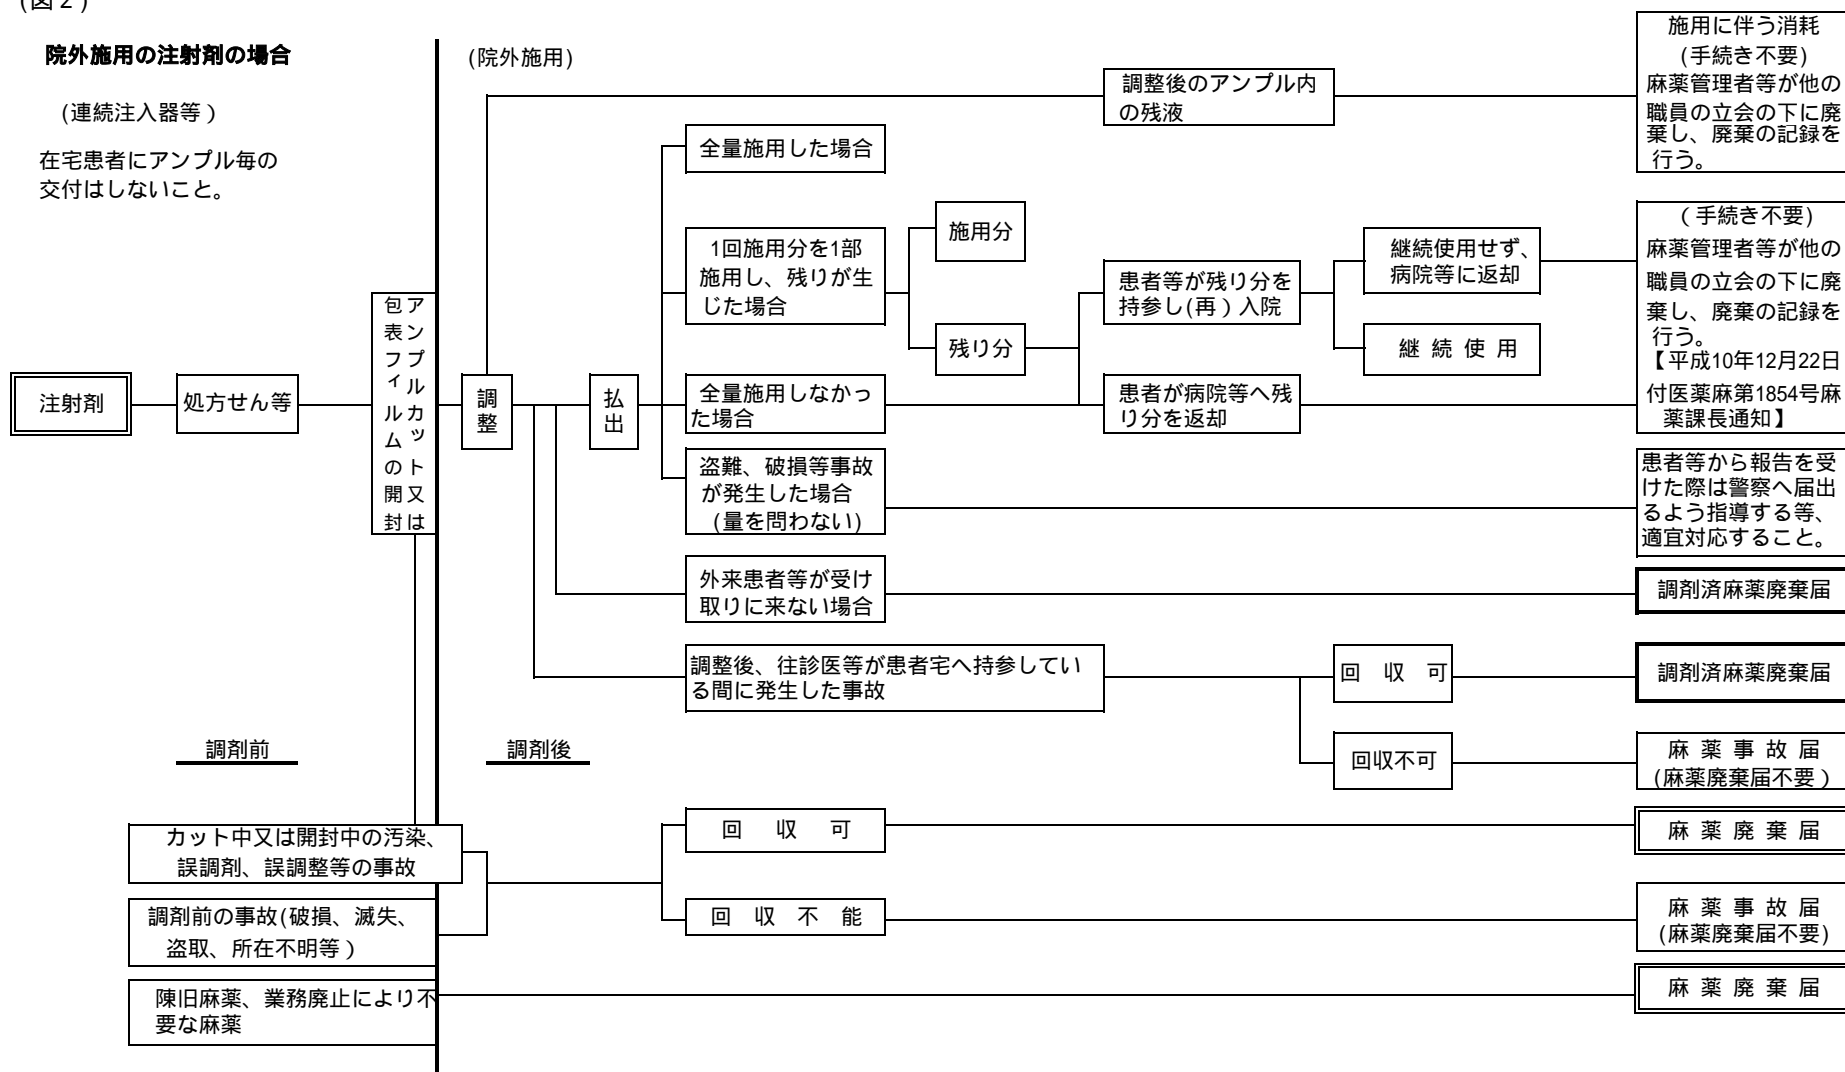 (図2)
院外施用の注射剤の場合
(連続注入器等)
在宅患者にアンプル毎の
交付はしないこと。
(院外施用)
調整後のアンプル内
の残液
施用に伴う消耗
(手続き不要)
麻薬管理者等が他の
職員の立会の下に廃
棄し、廃棄の記録を
行う。
全量施用した場合
1回施用分を1部
施用し、残りが生
じた場合
施用分
残り分
患者等が残り分を
持参し(再)入院
継続使用せず、
病院等に返却
継続使用
(手続き不要)
麻薬管理者等が他の
職員の立会の下に廃
棄し、廃棄の記録を
行う。
【平成10年12月22日
付医薬麻第1854号麻
薬課長通知】
注射剤
処方せん等
アンプルカット又は
包表フィルムの開封
調整
払出
全量施用しなかっ
た場合
患者が病院等へ残
り分を返却
盗難、破損等事故
が発生した場合
(量を問わない)
患者等から報告を受
けた際は警察へ届出
るよう指導する等、
適宜対応すること。
外来患者等が受け
取りに来ない場合
調剤済麻薬廃棄届
調整後、往診医等が患者宅へ持参してい
る間に発生した事故
回収可
調剤済麻薬廃棄届
調剤前
調剤後
回収不可
麻薬事故届
(麻薬廃棄届不要)
カット中又は開封中の汚染、
誤調剤、誤調整等の事故
回収可
麻薬廃棄届
調剤前の事故(破損、滅失、
盗取、所在不明等)
回収不能
麻薬事故届
(麻薬廃棄届不要)
陳旧麻薬、業務廃止により不
要な麻薬
麻薬廃棄届